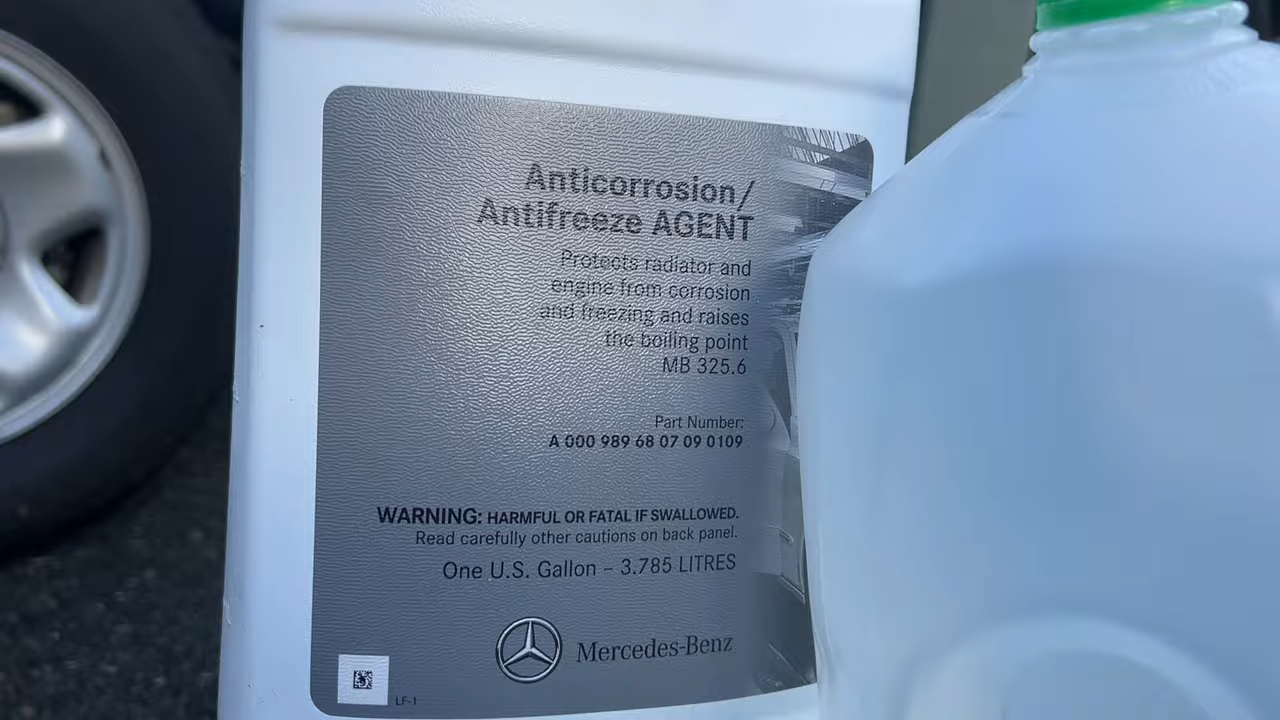 Anticorrosion/
Antifreeze AGENT
Protects radiator and
engine from corrosion
and freezing and raises
the boiling point
MB 325.6
Part Number:
A 000 989 68 07 09 0109
WARNING: HARMFUL OR FATAL IF SWALLOWED.
Read carefully other cautions on back panel.
One U.S. Gallon – 3.785 LITRES
Mercedes-Benz
LF-1